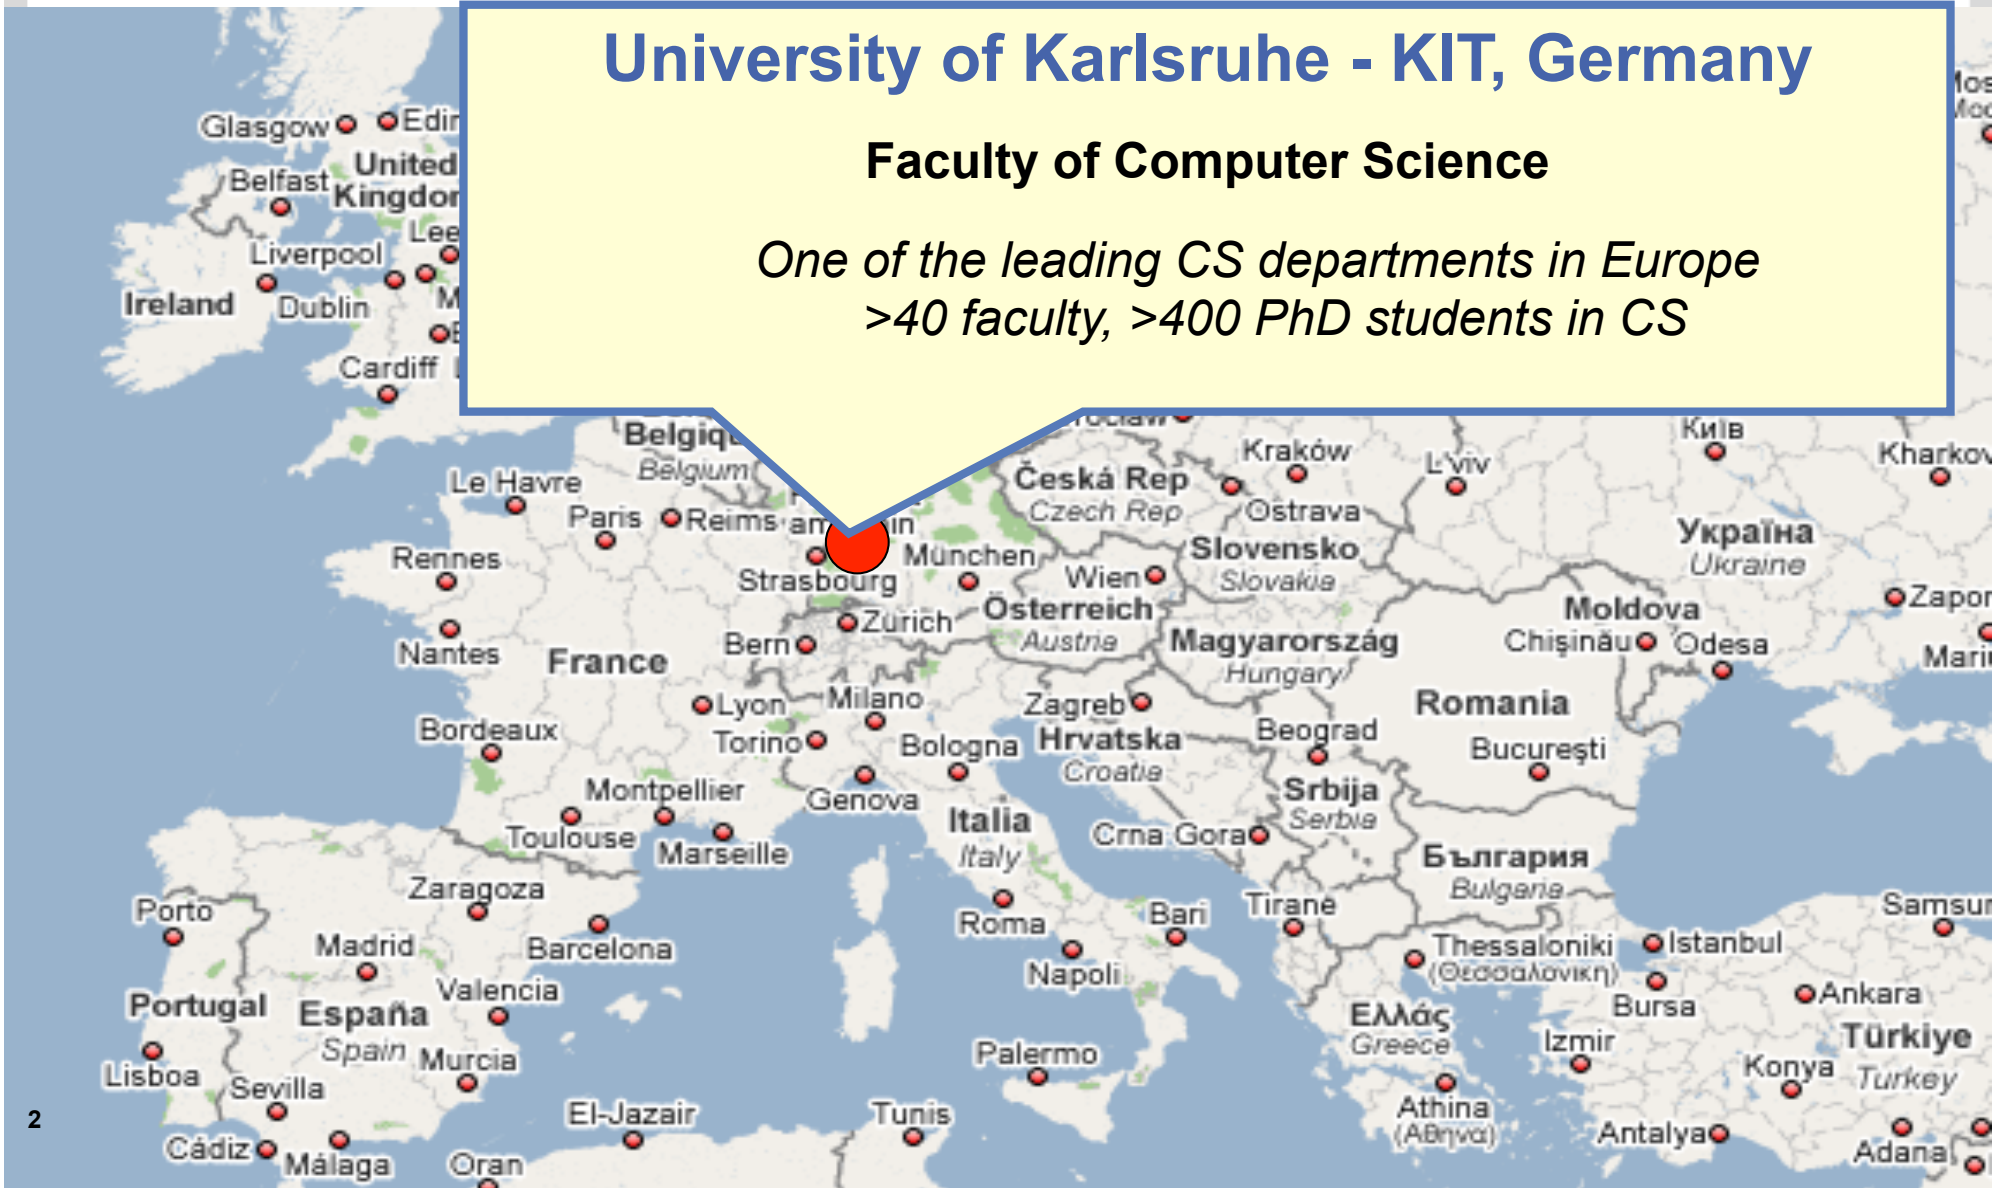 University of Karlsruhe - KIT, Germany
Faculty of Computer Science
One of the leading CS departments in Europe
>40 faculty, >400 PhD students in CS
Glasgow
United
Belfast
Liverpool
Ireland
Dublin
Cardiff
Київ
Kraków
L'viv
Kharkov
Belgium
Le Havre
Česká Rep
Czech Rep
Paris
Reims
Ostrava
Україна
Ukraine
Rennes
München
Slovensko
Slovakia
Strasbourg
Wien
Zürich
Österreich
Austria
Moldova
Nantes
France
Bern
Magyarország
Hungary
Chişinău
Odesa
Lyon
Milano
Zagreb
Romania
Bordeaux
Torino
Bologna
Hrvatska
Croatia
Beograd
Bucureşti
Montpellier
Genova
Srbija
Serbia
Toulouse
Marseille
Italia
Italy
Crna Gora
България
Bulgaria
Zaragoza
Porto
Madrid
Barcelona
Roma
Bari
Tiranë
Napoli
Thessaloniki
(Θεσσαλονίκη)
Istanbul
Portugal
España
Spain
Valencia
Bursa
Ankara
Ελλάς
Greece
Türkiye
Turkey
Izmir
Konya
Lisboa
Sevilla
Murcia
Palermo
2
El-Jazair
Tunis
Athina
(Αθήνα)
Antalya
Adana
Cádiz
Málaga
Oran